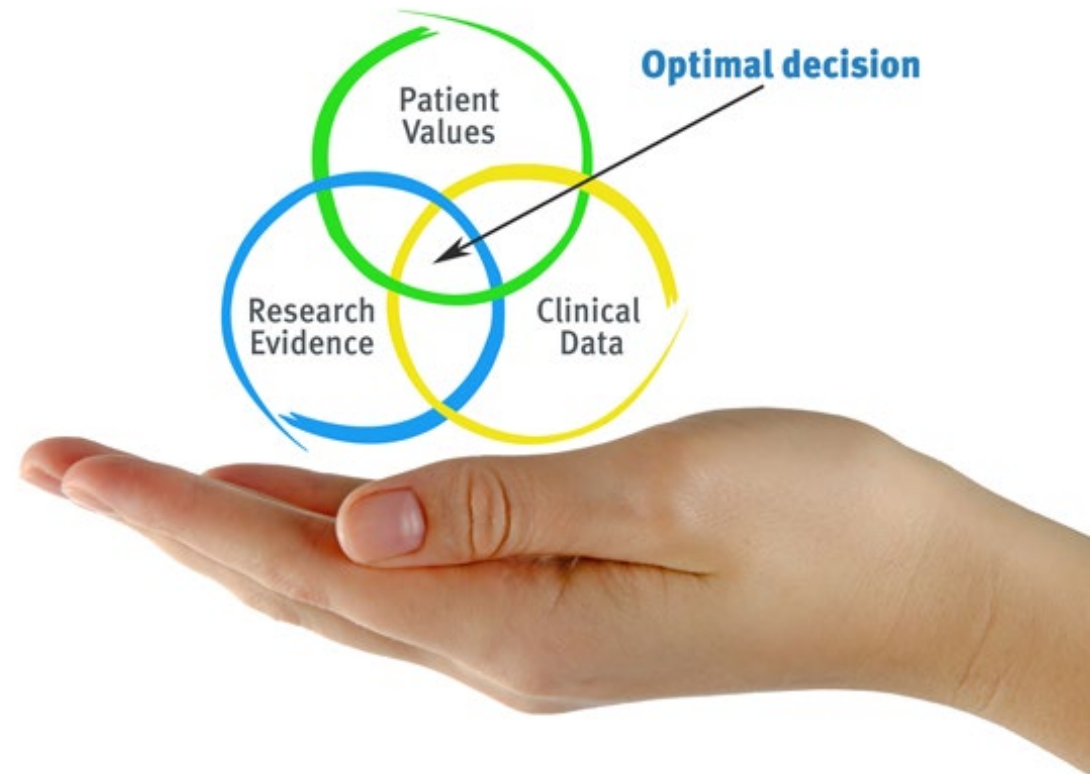 Optimal decision
Patient
Values
Research
Evidence
Clinical
Data